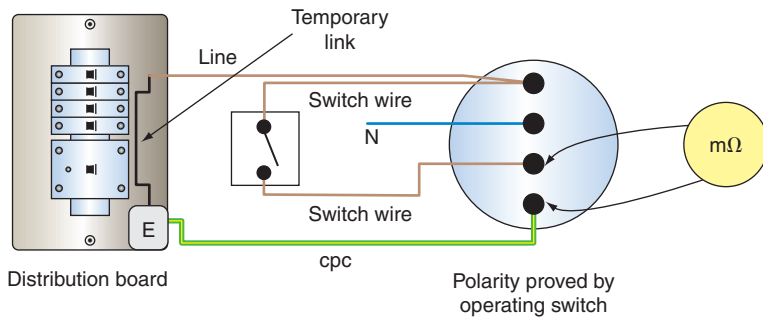 Temporary
link
Line
Switch wire
N
mΩ
Switch wire
E
cpc
Distribution board
Polarity proved by
operating switch